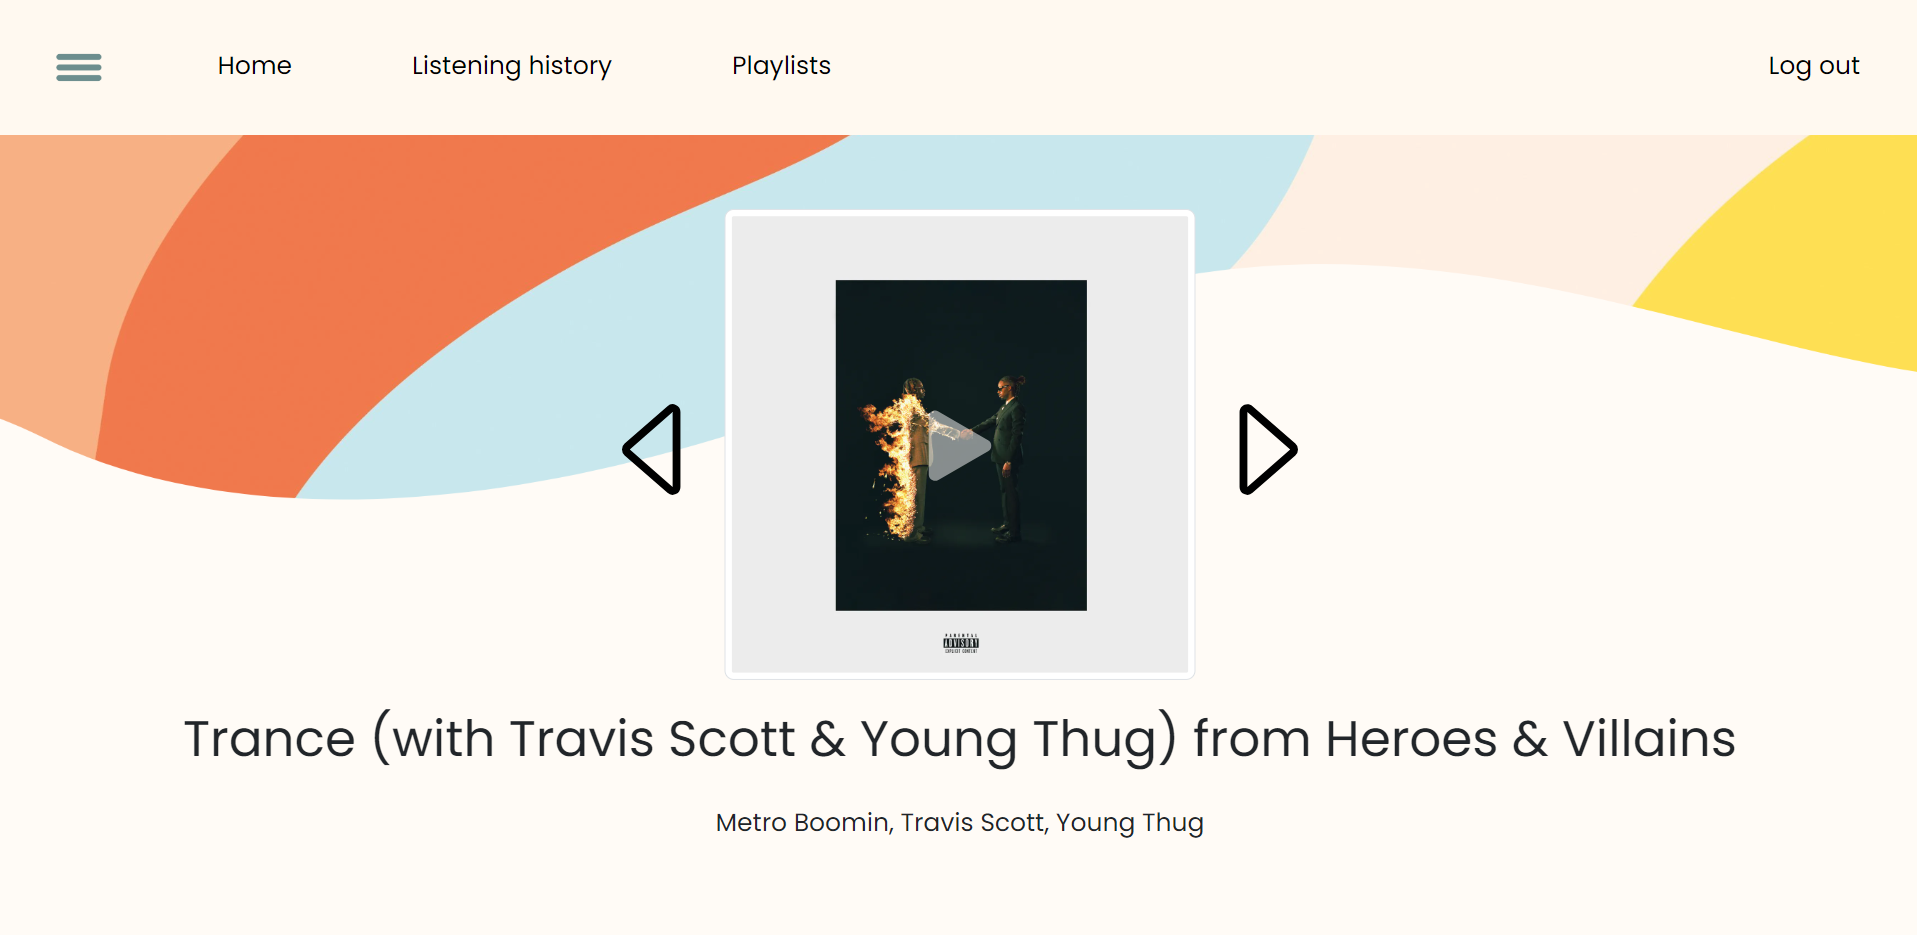 Home
Listening history
Playlists
Log out
PARENTAL
ADVISORY
EXPLICIT CONTENT
Trance (with Travis Scott & Young Thug) from Heroes & Villains
Metro Boomin, Travis Scott, Young Thug